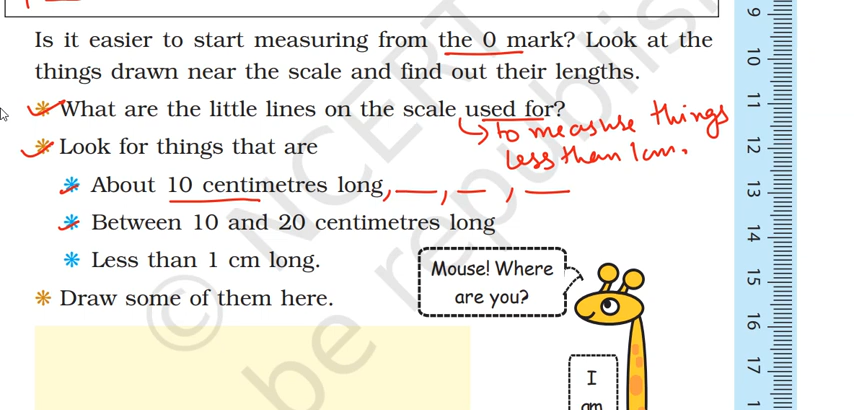 Is it easier to start measuring from the 0 mark? Look at the
things drawn near the scale and find out their lengths.
What are the little lines on the scale used for?
to measure things
less than 1cm.
Look for things that are
About 10 centimetres long,
Between 10 and 20 centimetres long
Less than 1 cm long.
Draw some of them here.
Mouse! Where
are you?
I
am
9
10
11
12
13
14
15
16
17
© NCERT
be republis